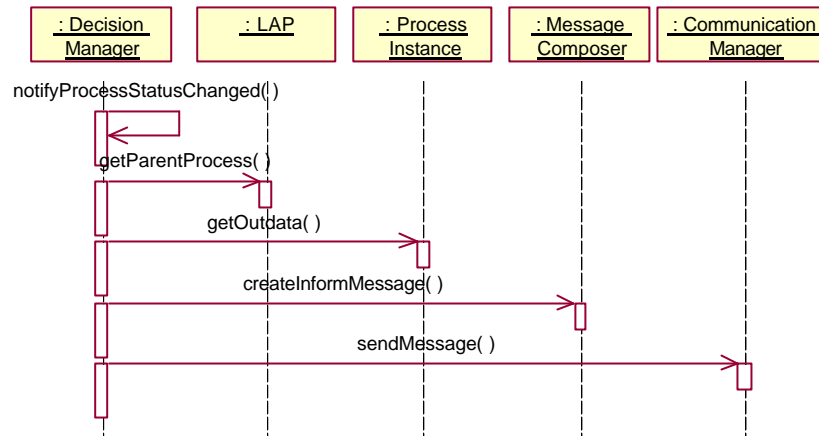 : Decision
Manager
: LAP
: Process
Instance
: Message
Composer
: Communication
Manager
notifyProcessStatusChanged( )
getParentProcess( )
getOutdata( )
createInformMessage( )
sendMessage( )